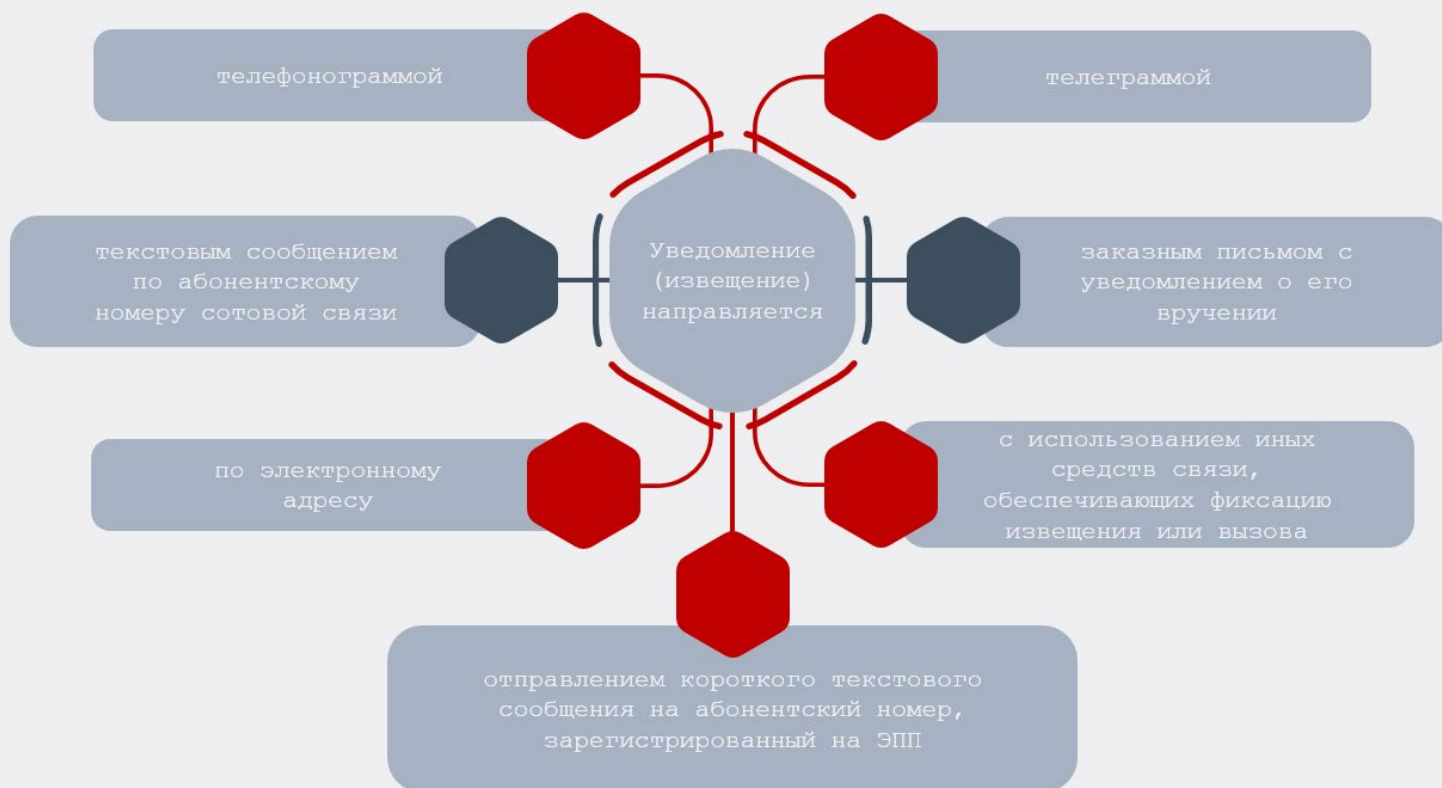 телефонограммой
телеграммой
текстовым сообщением
по абонентскому
номеру сотовой связи
Уведомление
(извещение)
направляется
заказным письмом с
уведомлением о его
вручении
по электронному
адресу
с использованием иных
средств связи,
обеспечивающих фиксацию
извещения или вызова
отправлением короткого текстового
сообщения на абонентский номер,
зарегистрированный на ЭПП